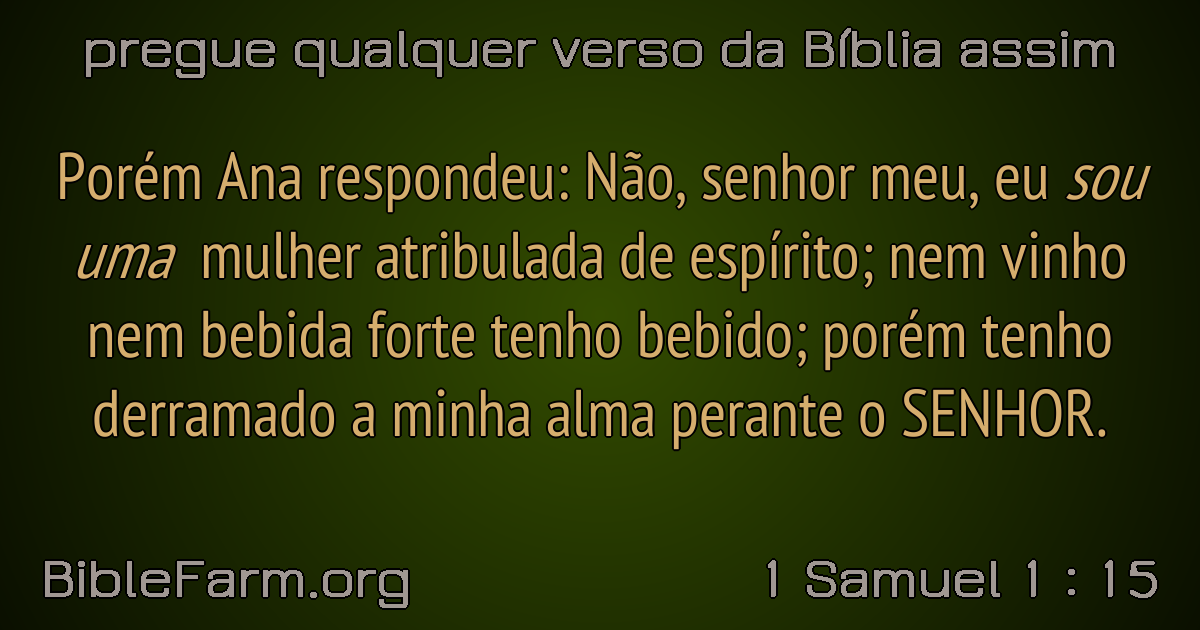 pregue qualquer verso da Bíblia assim
Porém Ana respondeu: Não, senhor meu, eu sou
uma mulher atribulada de espírito; nem vinho
nem bebida forte tenho bebido; porém tenho
derramado a minha alma perante o SENHOR.
BibleFarm.org
1 Samuel 1 : 15